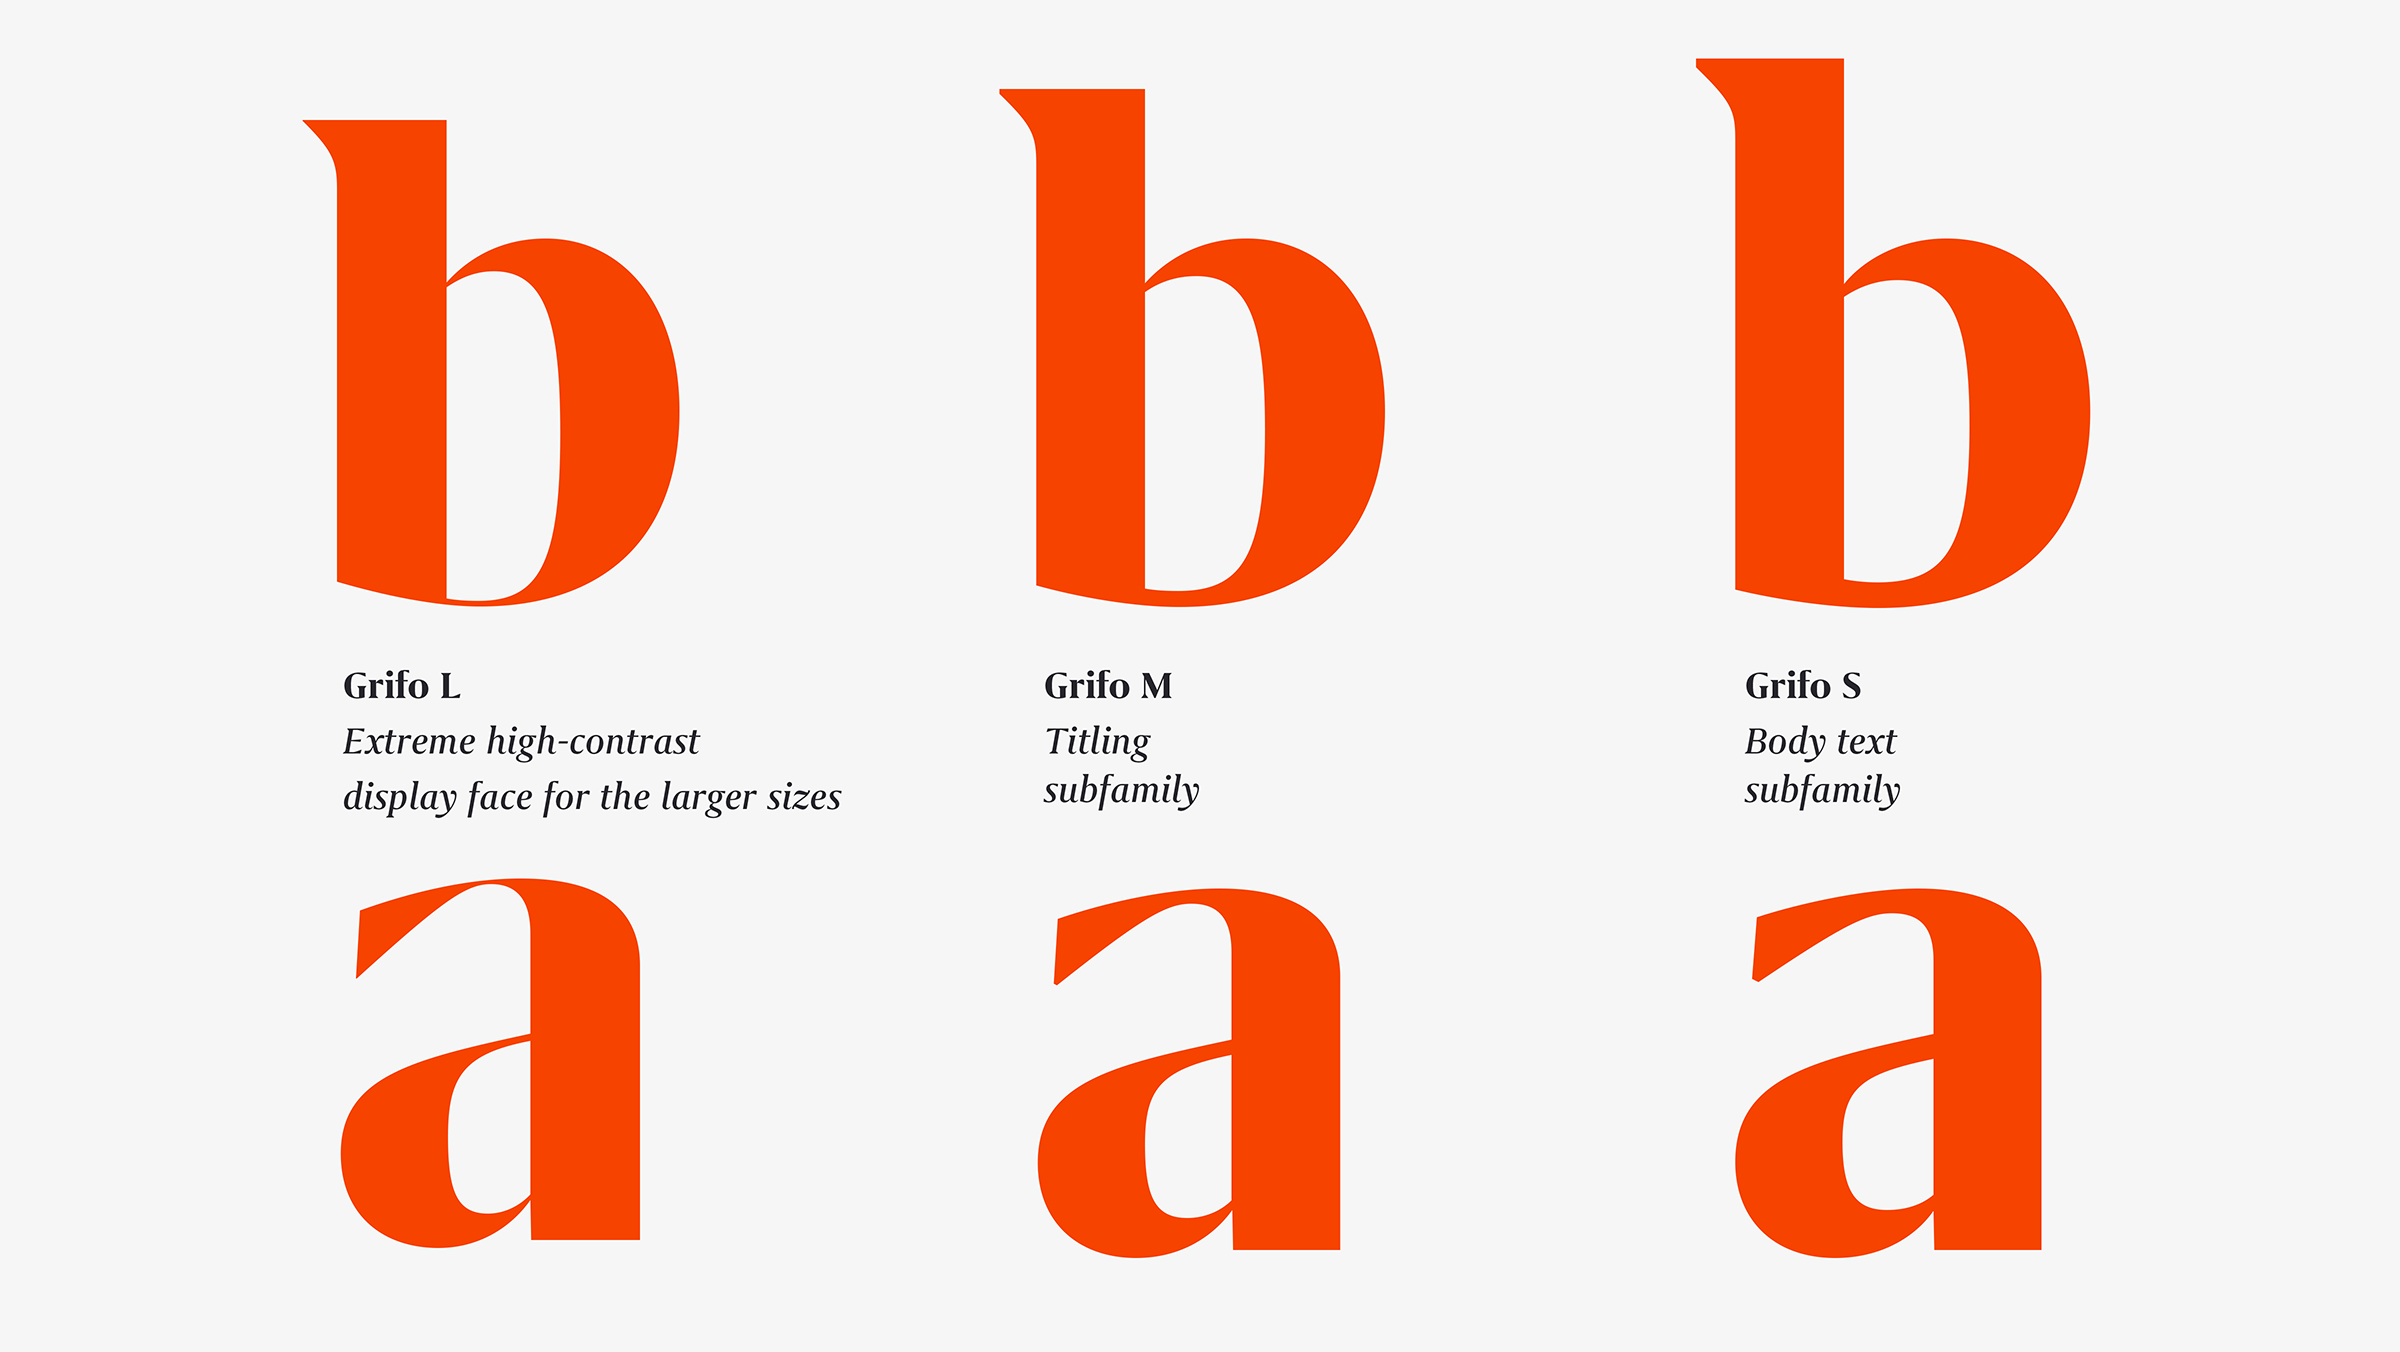 b b b
Grifo L
Extreme high-contrast
display face for the larger sizes
Grifo M
Titling
subfamily
Grifo S
Body text
subfamily
a a a